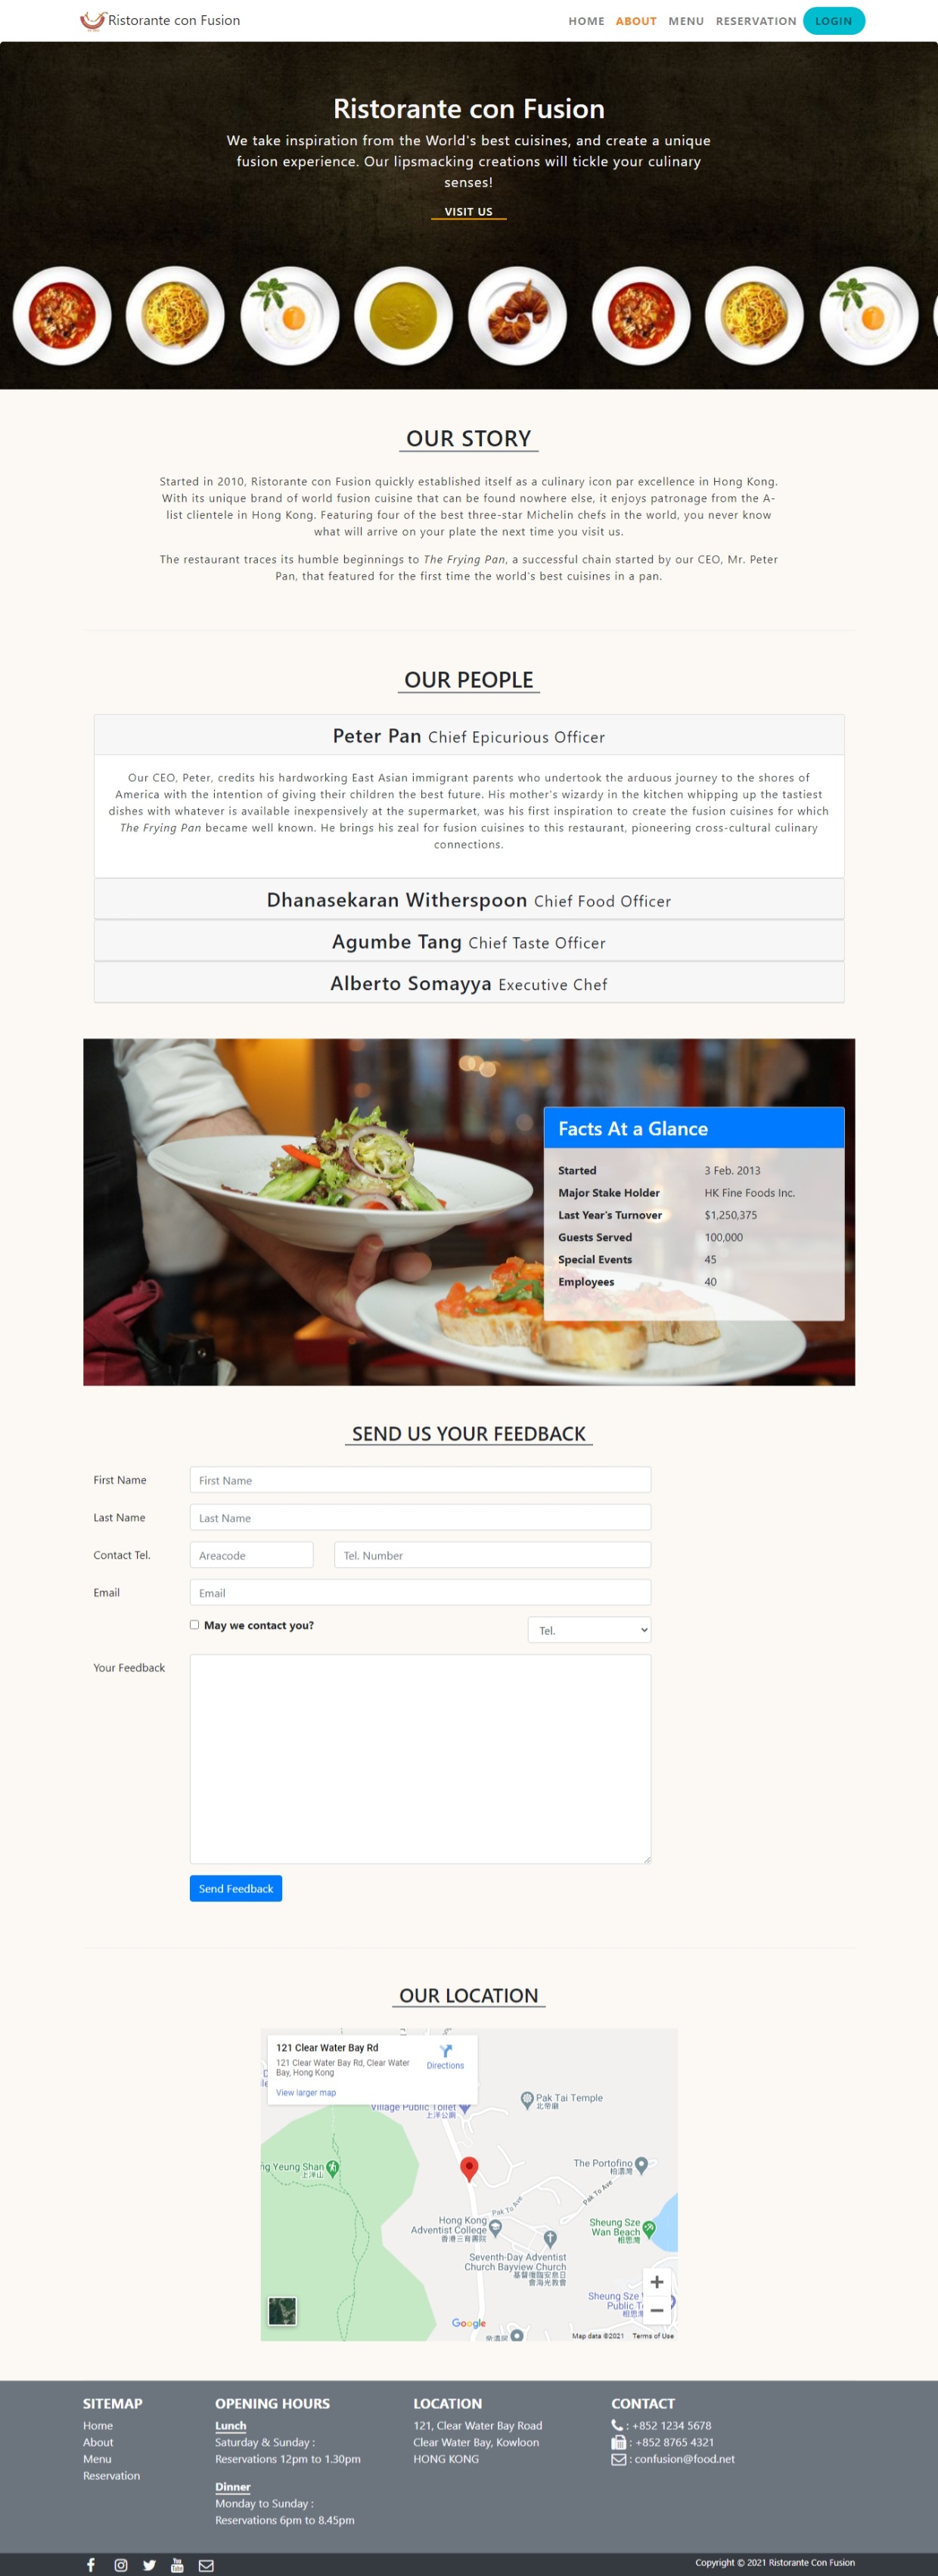 Ristorante con Fusion
HOME ABOUT MENU RESERVATION LOGIN
Ristorante con Fusion
We take inspiration from the World's best cuisines, and create a unique
fusion experience. Our lipsmacking creations will tickle your culinary
senses!
VISIT US
OUR STORY
Started in 2010, Ristorante con Fusion quickly established itself as a culinary icon par excellence in Hong Kong.
With its unique brand of world fusion cuisine that can be found nowhere else, it enjoys patronage from the A-
list clientele in Hong Kong. Featuring four of the best three-star Michelin chefs in the world, you never know
what will arrive on your plate the next time you visit us.
The restaurant traces its humble beginnings to The Frying Pan, a successful chain started by our CEO, Mr. Peter
Pan, that featured for the first time the world's best cuisines in a pan.
OUR PEOPLE
Peter Pan Chief Epicurious Officer
Our CEO, Peter, credits his hardworking East Asian immigrant parents who undertook the arduous journey to the shores of
America with the intention of giving their children the best future. His mother's wizardy in the kitchen whipping up the tastiest
dishes with whatever is available inexpensively at the supermarket, was his first inspiration to create the fusion cuisines for which
The Frying Pan became well known. He brings his zeal for fusion cuisines to this restaurant, pioneering cross-cultural culinary
connections.
Dhanasekaran Witherspoon Chief Food Officer
Agumbe Tang Chief Taste Officer
Alberto Somayya Executive Chef
Facts At a Glance
Started 3 Feb. 2013
Major Stake Holder HK Fine Foods Inc.
Last Year's Turnover $1,250,375
Guests Served 100,000
Special Events 45
Employees 40
SEND US YOUR FEEDBACK
First Name First Name
Last Name Last Name
Contact Tel. Areacode Tel. Number
Email Email
May we contact you? Tel.
Your Feedback
Send Feedback
OUR LOCATION
121 Clear Water Bay Rd
121 Clear Water Bay Rd, Clear Water
Bay, Hong Kong
Directions
View larger map
Village Public Toilet
上洋公廁
Pak Tai Temple
北帝廟
ng Yeung Shan
上洋山
The Portofino
柏濤灣
Pak To Ave
Pak To Ave
Hong Kong
Adventist College
香港三育書院
Sheung Sze
Wan Beach
相思灣
Seventh-Day Adventist
Church Bayview Church
基督復臨安息日
會海光教會
Sheung Sze
Public T
相思灣
Google
Map data ©2021 Terms of Use
SITEMAP
Home
About
Menu
Reservation
OPENING HOURS
Lunch
Saturday & Sunday :
Reservations 12pm to 1.30pm
Dinner
Monday to Sunday :
Reservations 6pm to 8.45pm
LOCATION
121, Clear Water Bay Road
Clear Water Bay, Kowloon
HONG KONG
CONTACT
: +852 1234 5678
: +852 8765 4321
: confusion@food.net
Copyright © 2021 Ristorante Con Fusion